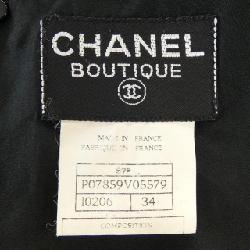 CHANEL
BOUTIQUE
MADE IN FRANCE
FABRIQUE EN FRANCE
P07859V05579
10206 34
COMPOSITION